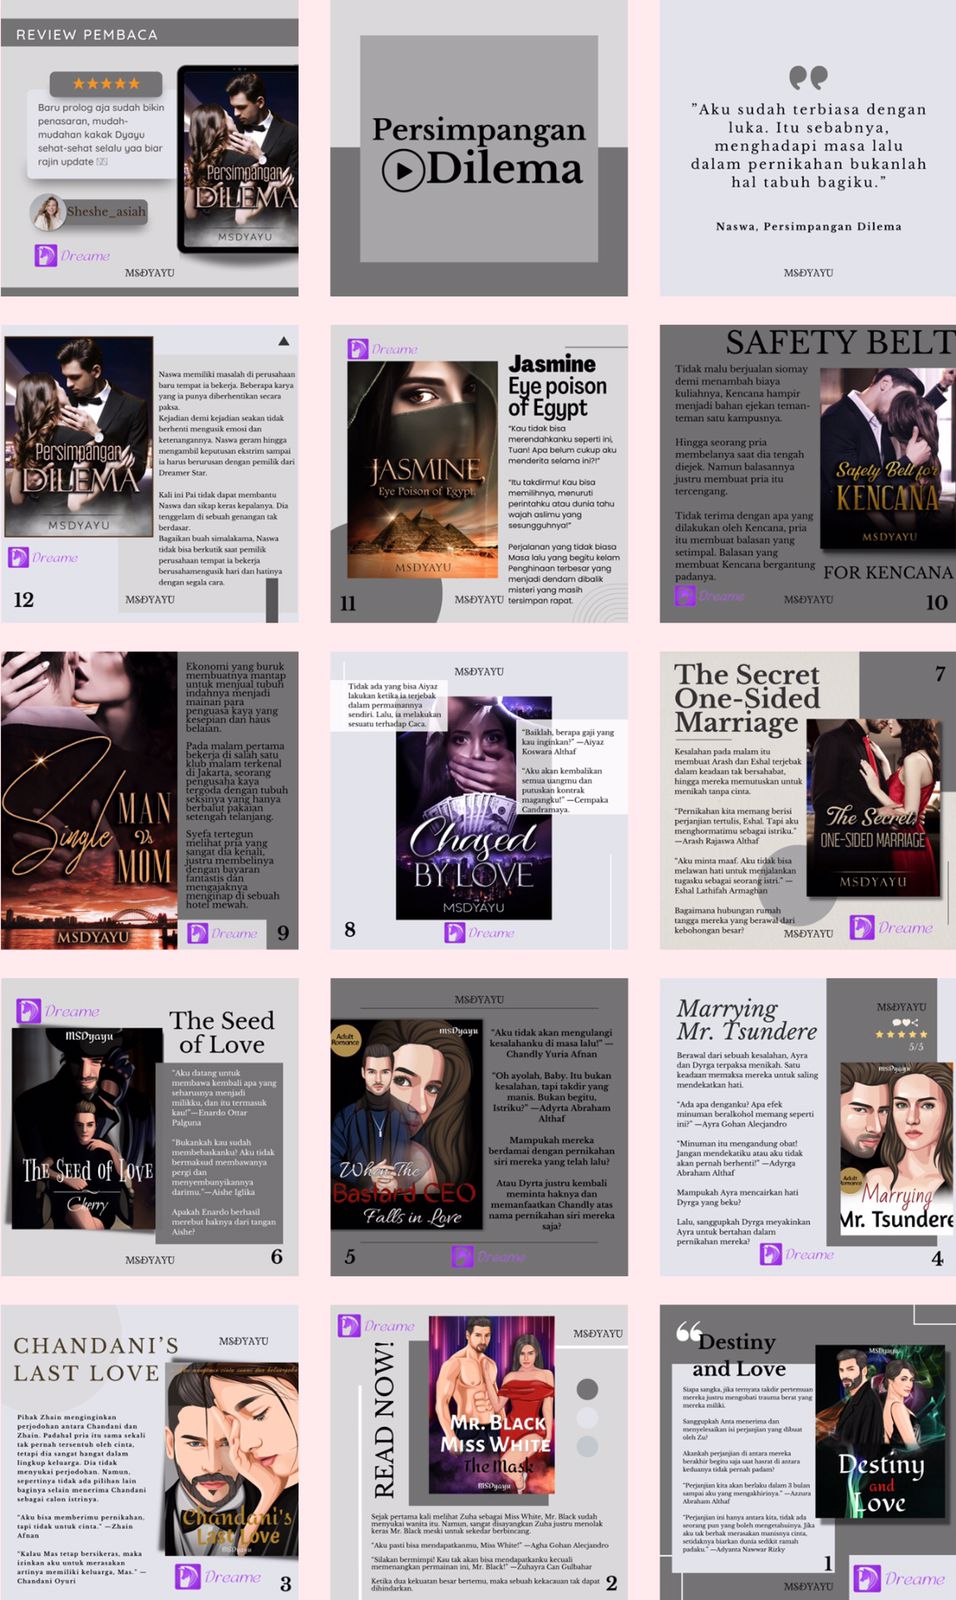 REVIEW PEMBACA
Baru prolog aja sudah bikin
penasaran, mudah-
mudahan kakak Dyayu
sehat-sehat selalu yaa biar
rajin update
Sheshe_asiah
Persimpangan
DILEMA
MSDYAYU
Dreame
MSDYAYU
Persimpangan
Dilema
"Aku sudah terbiasa dengan
luka. Itu sebabnya,
menghadapi masa lalu
dalam pernikahan bukanlah
hal tabuh bagiku."
Naswa, Persimpangan Dilema
MSDYAYU
Persimpangan
DILEMA
MSDYAYU
Naswa memiliki masalah di perusahaan
baru tempat ia bekerja. Beberapa karya
yang ia punya diberhentikan secara
paksa.
Kejadian demi kejadian seakan tidak
berhenti mengusik emosi dan
ketenangannya. Naswa geram hingga
mengambil keputusan ekstrim sampai
ia harus berurusan dengan pemilik dari
Dreamer Star.
Kali ini Pai tidak dapat membantu
Naswa dan sikap keras kepalanya. Dia
tenggelam di sebuah genangan tak
berdasar.
Bagaikan buah simalakama, Naswa
tidak bisa berkutik saat pemilik
perusahaan tempat ia bekerja
berusahamengusik hari dan hatinya
dengan segala cara.
Dreame
12
MSDYAYU
Dreame
Jasmine
Eye poison
of Egypt
JASMINE,
Eye Poison of Egypt.
MSDYAYU
"Kau tidak bisa
merendahkanku seperti ini,
Tuan! Apa belum cukup aku
menderita selama ini?!"
"Itu takdirmu! Kau bisa
memilihnya, menuruti
perintahku atau dunia tahu
wajah aslimu yang
sesungguhnya!"
Perjalanan yang tidak biasa
Masa lalu yang begitu kelam
Penghinaan terbesar yang
menjadi dendam dibalik
misteri yang masih
tersimpan rapat.
11
MSDYAYU
SAFETY BELT
Tidak malu berjualan siomay
demi menambah biaya
kuliahnya, Kencana hampir
menjadi bahan ejekan teman-
teman satu kampusnya.
Hingga seorang pria
membelanya saat dia tengah
diejek. Namun balasannya
justru membuat pria itu
tercengang.
Tidak terima dengan apa yang
dilakukan oleh Kencana, pria
itu membuat balasan yang
setimpal. Balasan yang
membuat Kencana bergantung
padanya.
Safety Belt for
KENCANA
MSDYAYU
FOR KENCANA
Dreame
MSDYAYU
10
Single
MAN
Vs
MOM
MSDYAYU
Ekonomi yang buruk
membuatnya mantap
untuk menjual tubuh
indahnya menjadi
mainan para
penguasa kaya yang
kesepian dan haus
belaian.
Pada malam pertama
bekerja di salah satu
klub malam terkenal
di Jakarta, seorang
pengusaha kaya
tergoda dengan tubuh
seksinya yang hanya
berbalut pakaian
setengah telanjang.
Syefa tertegun
melihat pria yang
sangat dia kenali,
justru membelinya
dengan bayaran
fantastis dan
mengajaknya
menginap di sebuah
hotel mewah.
Dreame
9
MSDYAYU
Tidak ada yang bisa Aiyaz
lakukan ketika ia terjebak
dalam permainannya
sendiri. Lalu, ia melakukan
sesuatu terhadap Caca.
"Baiklah, berapa gaji yang
kau inginkan?" —Aiyaz
Koswara Althaf
"Aku akan kembalikan
semua uangmu dan
putuskan kontrak
magangku!" —Cempaka
Candramaya.
Chased
BY LOVE
MSDYAYU
8
Dreame
The Secret
One-Sided
Marriage
7
Kesalahan pada malam itu
membuat Arash dan Eshal terjebak
dalam keadaan tak bersahabat,
hingga mereka memutuskan untuk
menikah tanpa cinta.
"Pernikahan kita memang berisi
perjanjian tertulis, Eshal. Tapi aku
menghormatimu sebagai istriku."
—Arash Rajaswa Althaf
"Aku minta maaf. Aku tidak bisa
melawan hati untuk menjalankan
tugasku sebagai seorang istri." —
Eshal Lathifah Armaghan
Bagaimana hubungan rumah
tangga mereka yang berawal dari
kebohongan besar?
The Secret,
ONE-SIDED MARRIAGE
MSDYAYU
MSDYAYU
Dreame
Dreame
The Seed
of Love
MSDyayu
The Seed of Love
Cherry
"Aku datang untuk
membawa kembali apa yang
seharusnya menjadi
milikku, dan itu termasuk
kau!"—Enardo Ottar
Palguna
"Bukankah kau sudah
membebaskanku? Aku tidak
bermaksud membawanya
pergi dan
menyembunyikannya
darimu."—Aishe Iglika
Apakah Enardo berhasil
merebut haknya dari tangan
Aishe?
MSDYAYU
6
MSDYAYU
Adult
Romance
msDyayu
When The
Bastard CEO
Falls in Love
"Aku tidak akan mengulangi
kesalahanku di masa lalu!" —
Chandly Yuria Afnan
"Oh ayolah, Baby. Itu bukan
kesalahan, tapi takdir yang
manis. Bukan begitu,
Istriku?" —Adyrta Abraham
Althaf
Mampukah mereka
berdamai dengan pernikahan
siri mereka yang telah lalu?
Atau Dyrta justru kembali
meminta haknya dan
memanfaatkan Chandly atas
nama pernikahan siri mereka
saja?
5
Dreame
Marrying
Mr. Tsundere
MSDYAYU
5/5
Berawal dari sebuah kesalahan, Ayra
dan Dyrga terpaksa menikah. Satu
keadaan memaksa mereka untuk saling
mendekatkan hati.
"Ada apa denganku? Apa efek
minuman beralkohol memang seperti
ini?" —Ayra Gohan Alecjandro
"Minuman itu mengandung obat!
Jangan mendekatiku atau aku tidak
akan pernah berhenti!" —Adyrga
Abraham Althaf
Mampukah Ayra mencairkan hati
Dyrga yang beku?
Lalu, sanggupkah Dyrga meyakinkan
Ayra untuk bertahan dalam
pernikahan mereka?
msDyayu
Adult
Romance
Marrying
Mr. Tsundere
Dreame
4
CHANDANI'S
LAST LOVE
MSDYAYU
Pihak Zhain menginginkan
perjodohan antara Chandani dan
Zhain. Padahal pria itu sama sekali
tak pernah tersentuh oleh cinta,
tetapi dia sangat hangat dalam
lingkup keluarga. Dia tidak
menyukai perjodohan. Namun,
sepertinya tidak ada pilihan lain
baginya selain menerima Chandani
sebagai calon istrinya.
"Aku bisa memberimu pernikahan,
tapi tidak untuk cinta." —Zhain
Afnan
"Kalau Mas tetap bersikeras, maka
izinkan aku untuk merasakan
artinya memiliki keluarga, Mas." —
Chandani Oyuri
Chandani's
Last Love
Dreame
3
Dreame
MSDYAYU
READ NOW!
MR. BLACK
MISS WHITE
The Mask
MSDyayu
Sejak pertama kali melihat Zuha sebagai Miss White, Mr. Black sudah
menyukai wanita itu. Namun, sangat disayangkan Zuha justru menolak
keras Mr. Black meski untuk sekedar berbincang.
"Aku pasti bisa mendapatkanmu, Miss White!" —Agha Gohan Alecjandro
"Silakan bermimpi! Kau tak akan bisa mendapatkanku kecuali
memenangkan permainan ini, Mr. Black!" —Zuhayra Can Gulbahar
Ketika dua kekuatan besar bertemu, maka sebuah kekacauan tak dapat
dihindarkan.
2
Destiny
and Love
Siapa sangka, jika ternyata takdir pertemuan
mereka justru mengobati trauma berat yang
mereka miliki.
Sanggupkah Anta menerima dan
menyelesaikan isi perjanjian yang dibuat
oleh Zu?
Akankah perjanjian di antara mereka
berakhir begitu saja saat hasrat di antara
keduanya tidak pernah padam?
"Perjanjian kita akan berlaku dalam 3 bulan
sampai aku yang mengakhirinya." —Aznura
Abraham Althaf
"Perjanjian ini hanya antara kita, tidak ada
seorang pun yang boleh mengetahuinya. Jika
aku tak berhak merasakan manisnya cinta,
setidaknya biarkan dunia sedikit ramah
padaku." —Adyanta Nawwar Rizky
MSDyayu
Destiny
and
Love
1
MSDYAYU
Dreame